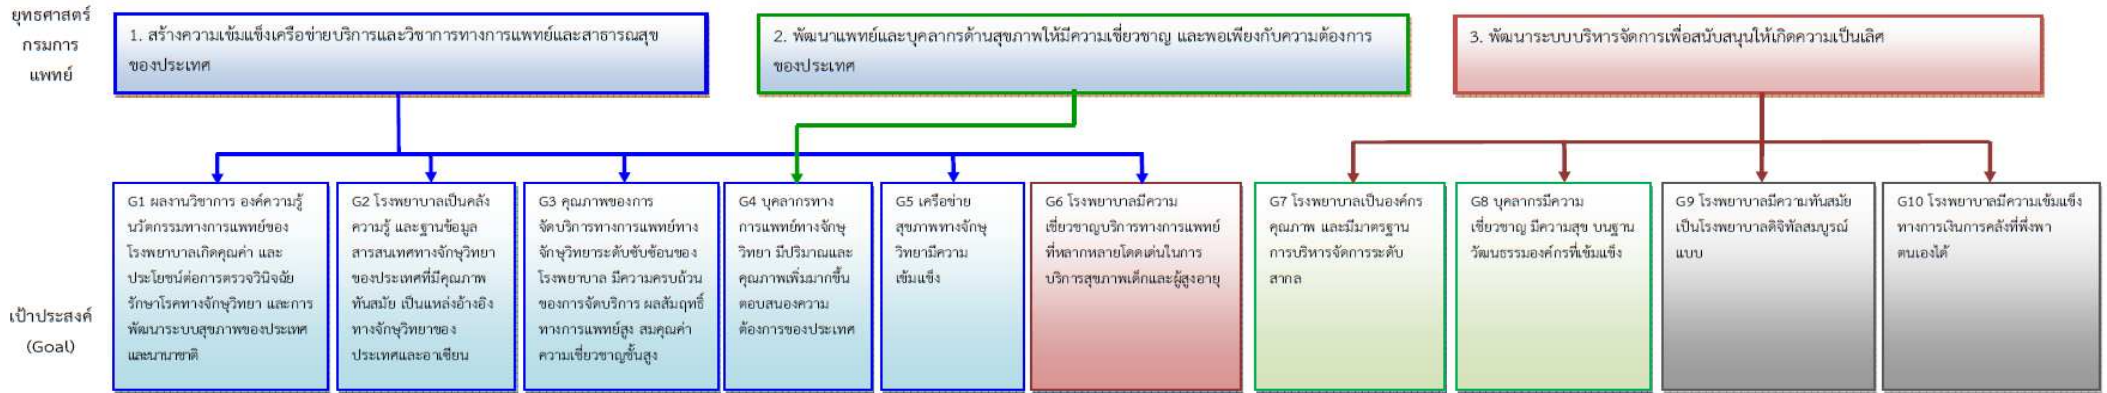 ยุทธศาสตร์
กรมการ
แพทย์
1. สร้างความเข้มแข็งเครือข่ายบริการและวิชาการทางการแพทย์และสาธารณสุข
ของประเทศ
2. พัฒนาแพทย์และบุคลากรด้านสุขภาพให้มีความเชี่ยวชาญ และพอเพียงกับความต้องการ
ของประเทศ
3. พัฒนาระบบบริหารจัดการเพื่อสนับสนุนให้เกิดความเป็นเลิศ
เป้าประสงค์
(Goal)
G1 ผลงานวิชาการ องค์ความรู้
นวัตกรรมทางการแพทย์ของ
โรงพยาบาลเกิดคุณค่า และ
ประโยชน์ต่อการตรวจวินิจฉัย
รักษาโรคทางจักษุวิทยา และการ
พัฒนาระบบสุขภาพของประเทศ
และนานาชาติ
G2 โรงพยาบาลเป็นคลัง
ความรู้ และฐานข้อมูล
สารสนเทศทางจักษุวิทยา
ของประเทศที่มีคุณภาพ
ทันสมัย เป็นแหล่งอ้างอิง
ทางจักษุวิทยาของ
ประเทศและอาเซียน
G3 คุณภาพของการ
จัดบริการทางการแพทย์ทาง
จักษุวิทยาระดับซับซ้อนของ
โรงพยาบาล มีความครบถ้วน
ของการจัดบริการ ผลสัมฤทธิ์
ทางการแพทย์สูง สมคุณค่า
ความเชี่ยวชาญชั้นสูง
G4 บุคลากรทาง
การแพทย์ทางจักษุ
วิทยา มีปริมาณและ
คุณภาพเพิ่มมากขึ้น
ตอบสนองความ
ต้องการของประเทศ
G5 เครือข่าย
สุขภาพทางจักษุ
วิทยามีความ
เข้มแข็ง
G6 โรงพยาบาลมีความ
เชี่ยวชาญบริการทางการแพทย์
ที่หลากหลายโดดเด่นในการ
บริการสุขภาพเด็กและผู้สูงอายุ
G7 โรงพยาบาลเป็นองค์กร
คุณภาพ และมีมาตรฐาน
การบริหารจัดการระดับ
สากล
G8 บุคลากรมีความ
เชี่ยวชาญ มีความสุข บนฐาน
วัฒนธรรมองค์กรที่เข้มแข็ง
G9 โรงพยาบาลมีความทันสมัย
เป็นโรงพยาบาลดิจิทัลสมบูรณ์
แบบ
G10 โรงพยาบาลมีความเข้มแข็ง
ทางการเงินการคลังที่พึ่งพา
ตนเองได้